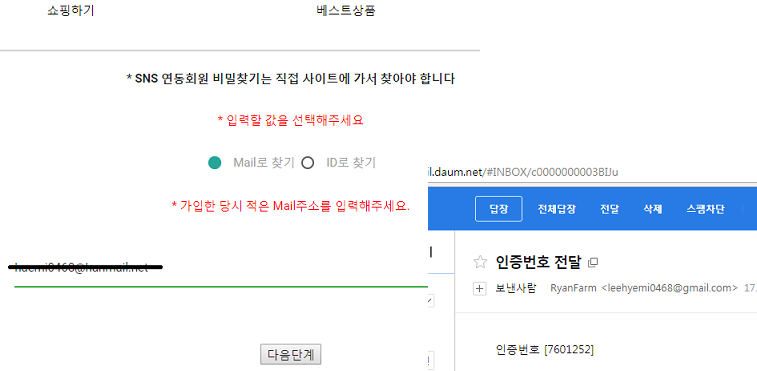 쇼핑하기
베스트상품
* SNS 연동회원 비밀찾기는 직접 사이트에 가서 찾아야 합니다
* 입력할 값을 선택해주세요
Mail로 찾기 ID로 찾기
* 가입한 당시 적은 Mail주소를 입력해주세요.
다음단계
il.daum.net/#INBOX/c0000000003BIJu
답장 전체답장 전달 삭제 스팸차단
인증번호 전달
보낸사람 RyanFarm <leehyemi0468@gmail.com> 17.
인증번호 [7601252]